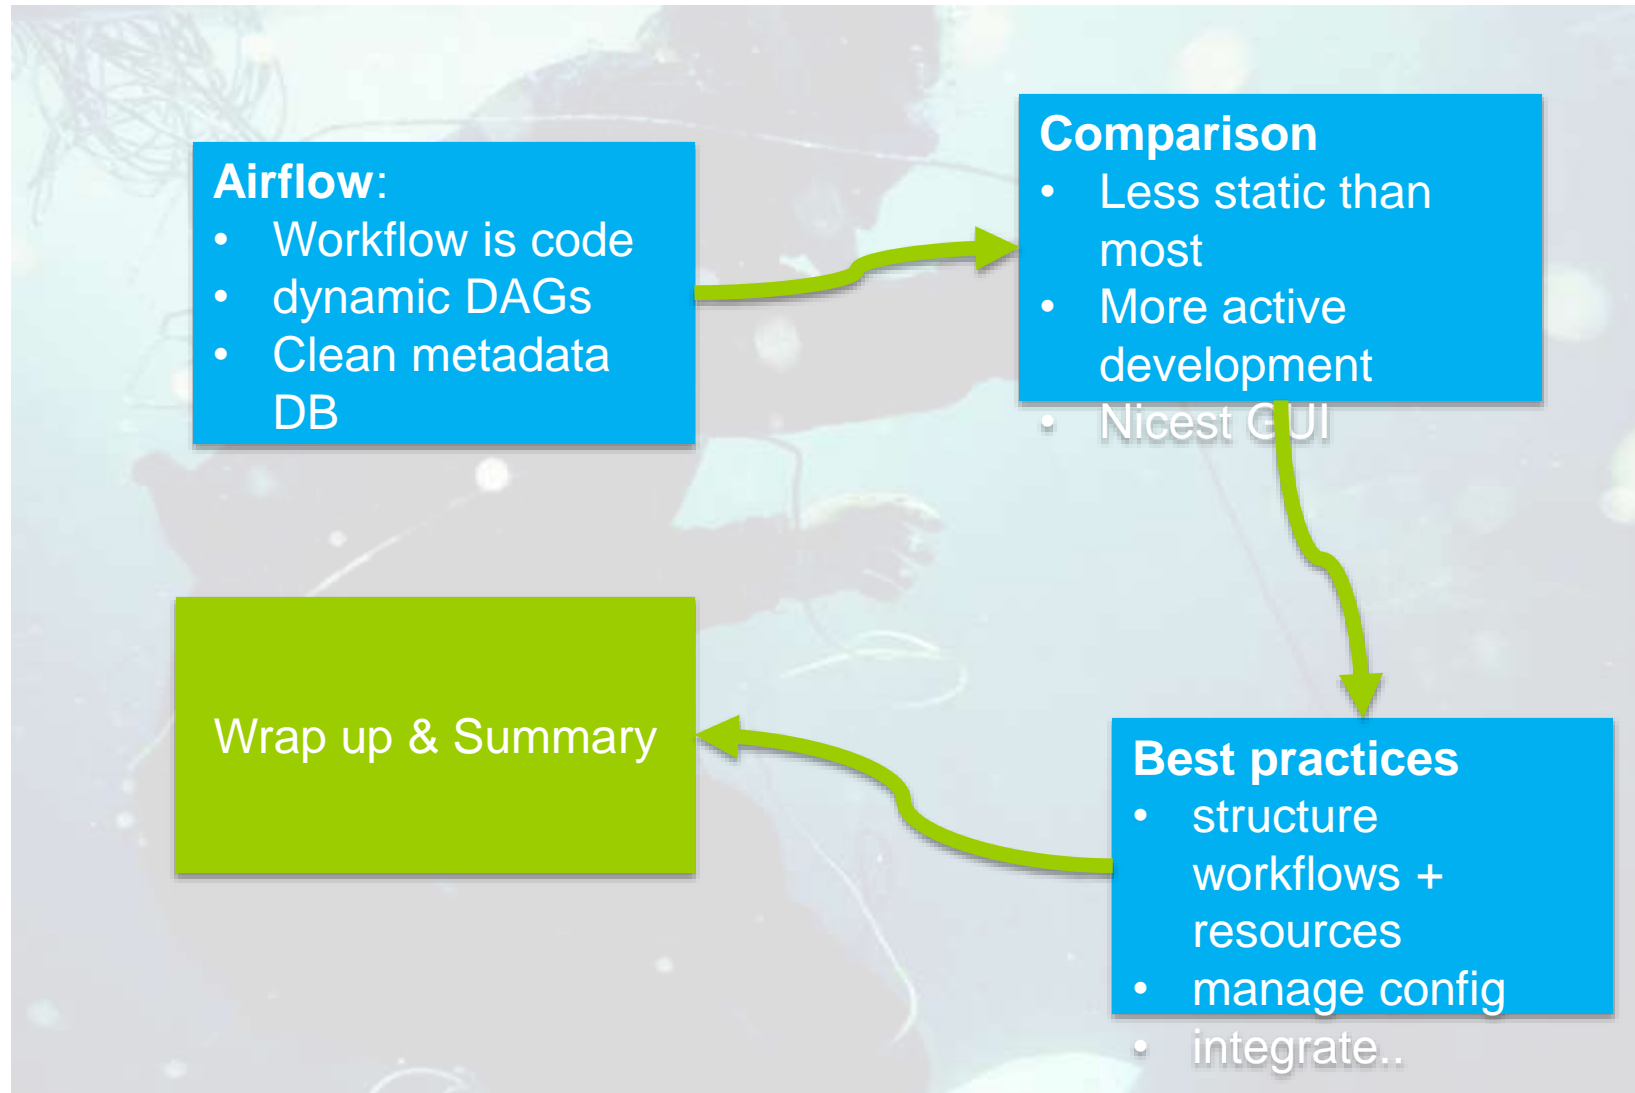 Airflow:
• Workflow is code
• dynamic DAGs
• Clean metadata
DB
Comparison
• Less static than
most
• More active
development
• Nicest GUI
Best practices
• structure
workflows +
resources
• manage config
• integrate..
Wrap up & Summary